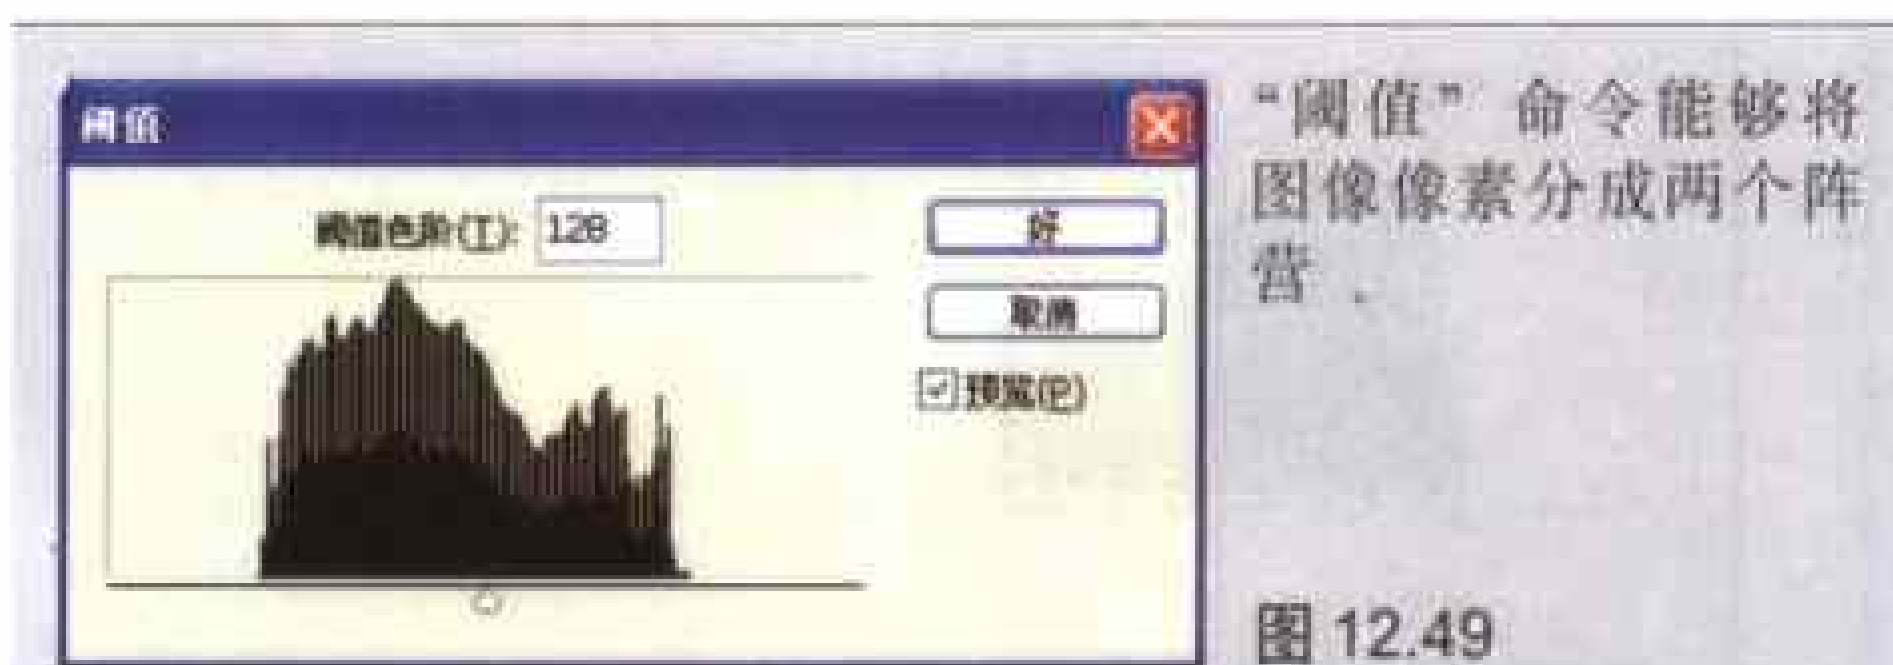 阈值
阈值色阶(T): 128
好
取消
预览(P)
“阈值”命令能够将
图像像素分成两个阵
营．
图 12.49